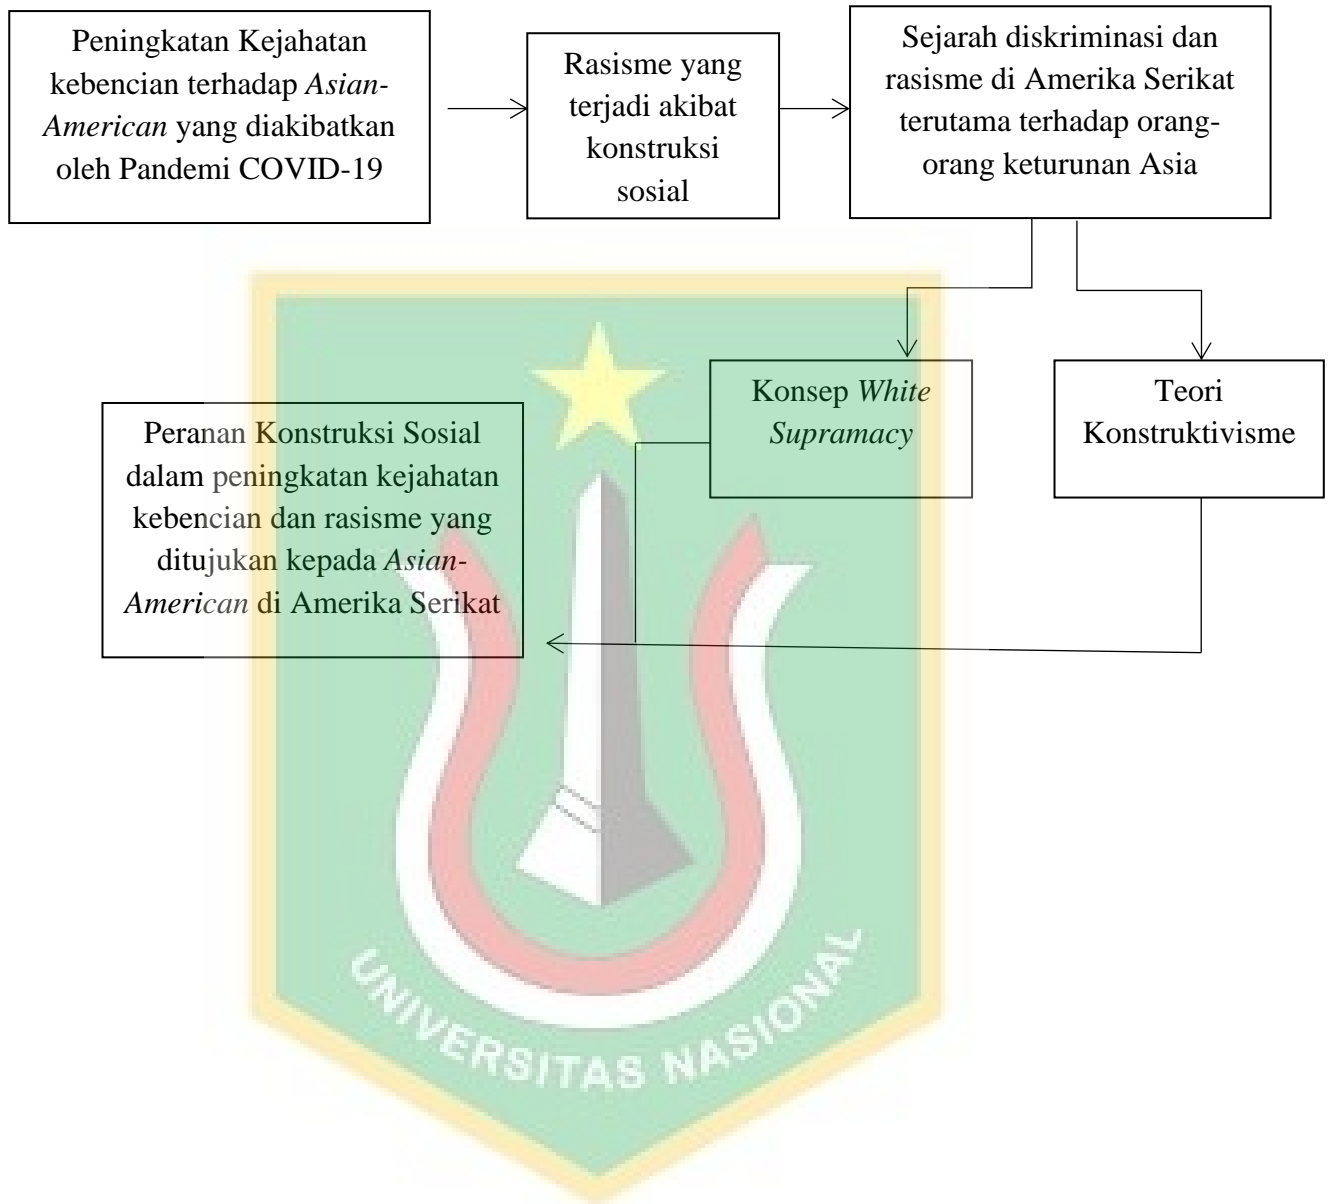 Peningkatan Kejahatan
kebencian terhadap Asian-
American yang diakibatkan
oleh Pandemi COVID-19
Rasisme yang
terjadi akibat
konstruksi
sosial
Sejarah diskriminasi dan
rasisme di Amerika Serikat
terutama terhadap orang-
orang keturunan Asia
Konsep White
Supramacy
Teori
Konstruktivisme
Peranan Konstruksi Sosial
dalam peningkatan kejahatan
kebencian dan rasisme yang
ditujukan kepada Asian-
American di Amerika Serikat
UNIVERSITAS NASIONAL